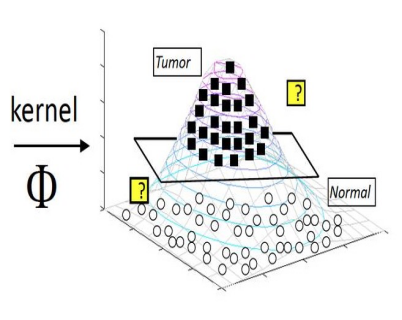 Tumor
?
kernel
Φ
?
Normal